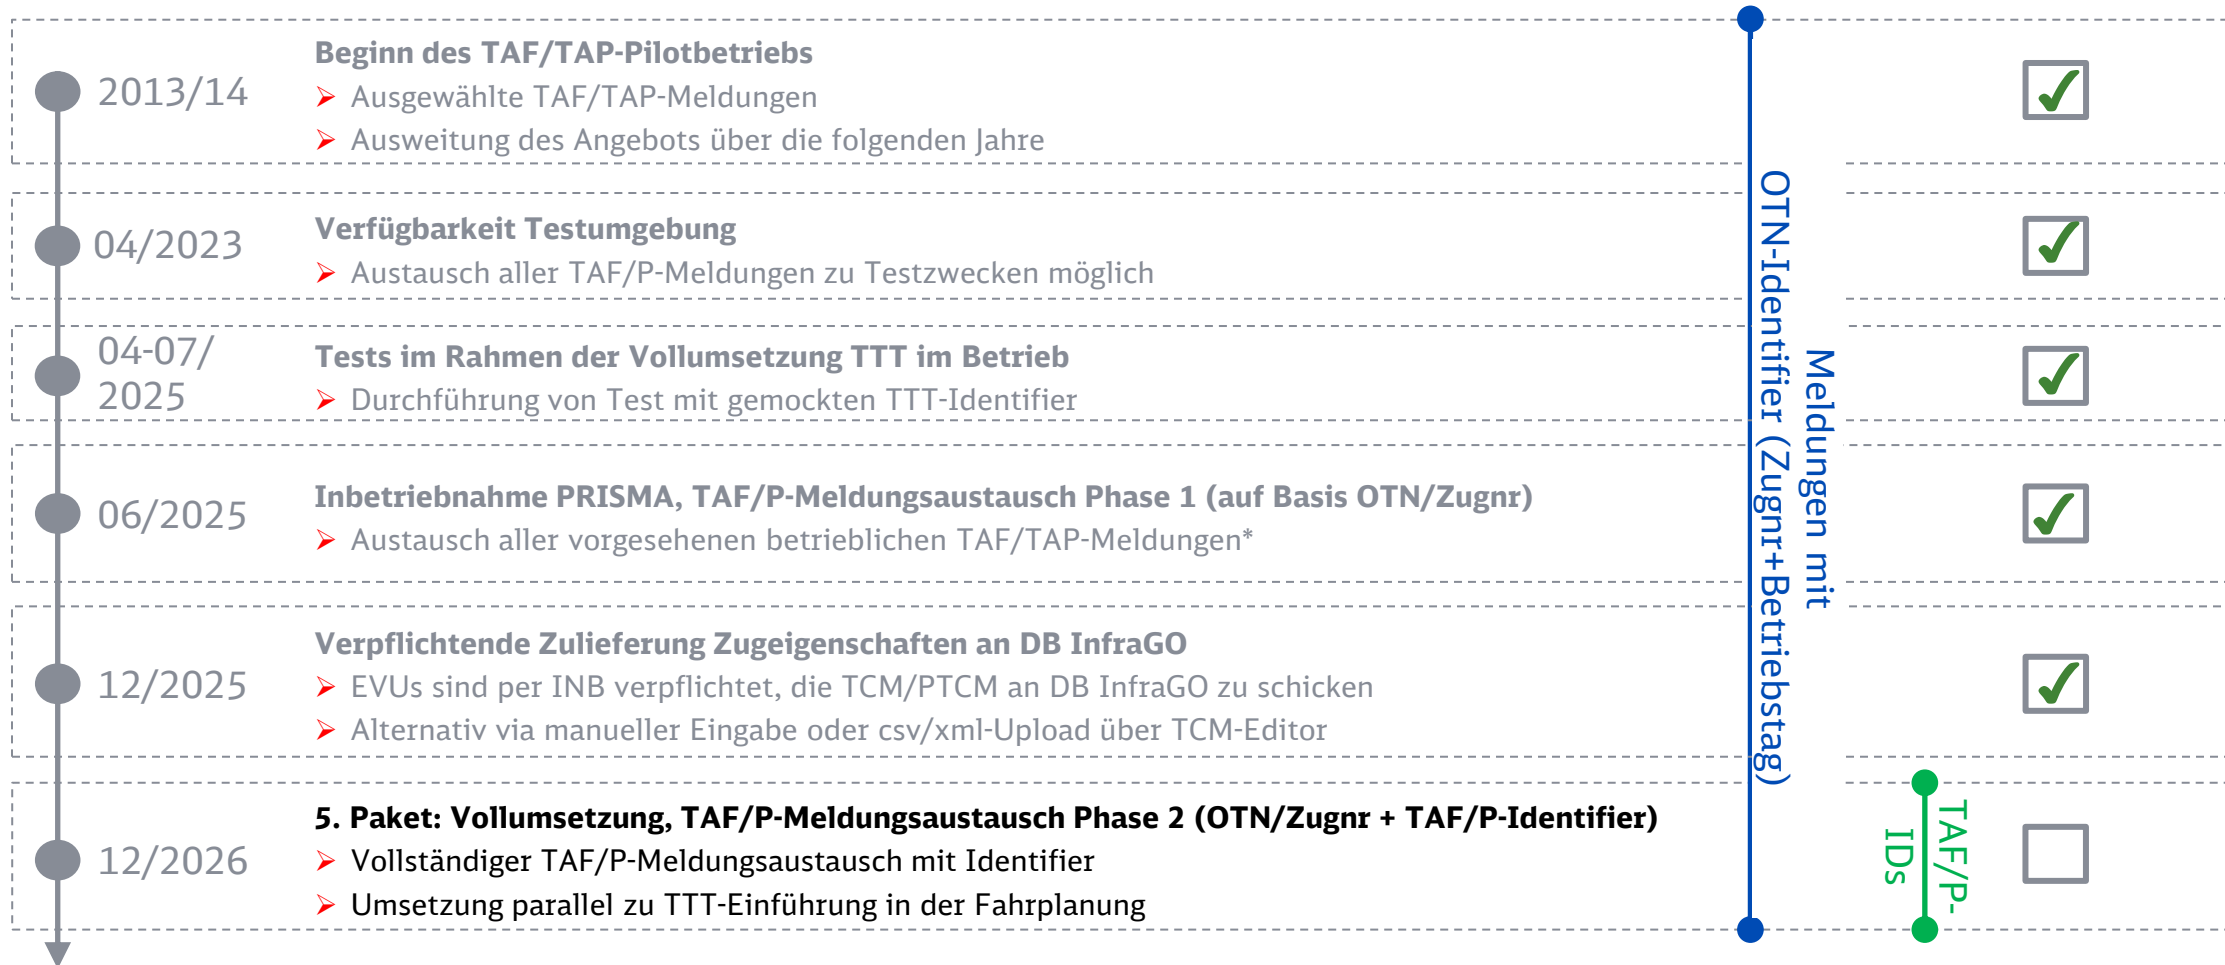 2013/14
Beginn des TAF/TAP-Pilotbetriebs
➢ Ausgewählte TAF/TAP-Meldungen
➢ Ausweitung des Angebots über die folgenden Jahre
04/2023
Verfügbarkeit Testumgebung
➢ Austausch aller TAF/P-Meldungen zu Testzwecken möglich
04-07/
2025
Tests im Rahmen der Vollumsetzung TTT im Betrieb
➢ Durchführung von Test mit gemockten TTT-Identifier
06/2025
Inbetriebnahme PRISMA, TAF/P-Meldungsaustausch Phase 1 (auf Basis OTN/Zugnr)
➢ Austausch aller vorgesehenen betrieblichen TAF/TAP-Meldungen*
12/2025
Verpflichtende Zulieferung Zugeigenschaften an DB InfraGO
➢ EVUs sind per INB verpflichtet, die TCM/PTCM an DB InfraGO zu schicken
➢ Alternativ via manueller Eingabe oder csv/xml-Upload über TCM-Editor
12/2026
5. Paket: Vollumsetzung, TAF/P-Meldungsaustausch Phase 2 (OTN/Zugnr + TAF/P-Identifier)
➢ Vollständiger TAF/P-Meldungsaustausch mit Identifier
➢ Umsetzung parallel zu TTT-Einführung in der Fahrplanung
Meldungen mit
OTN-Identifier (Zugnr+Betriebstag)
TAF/P-
IDs